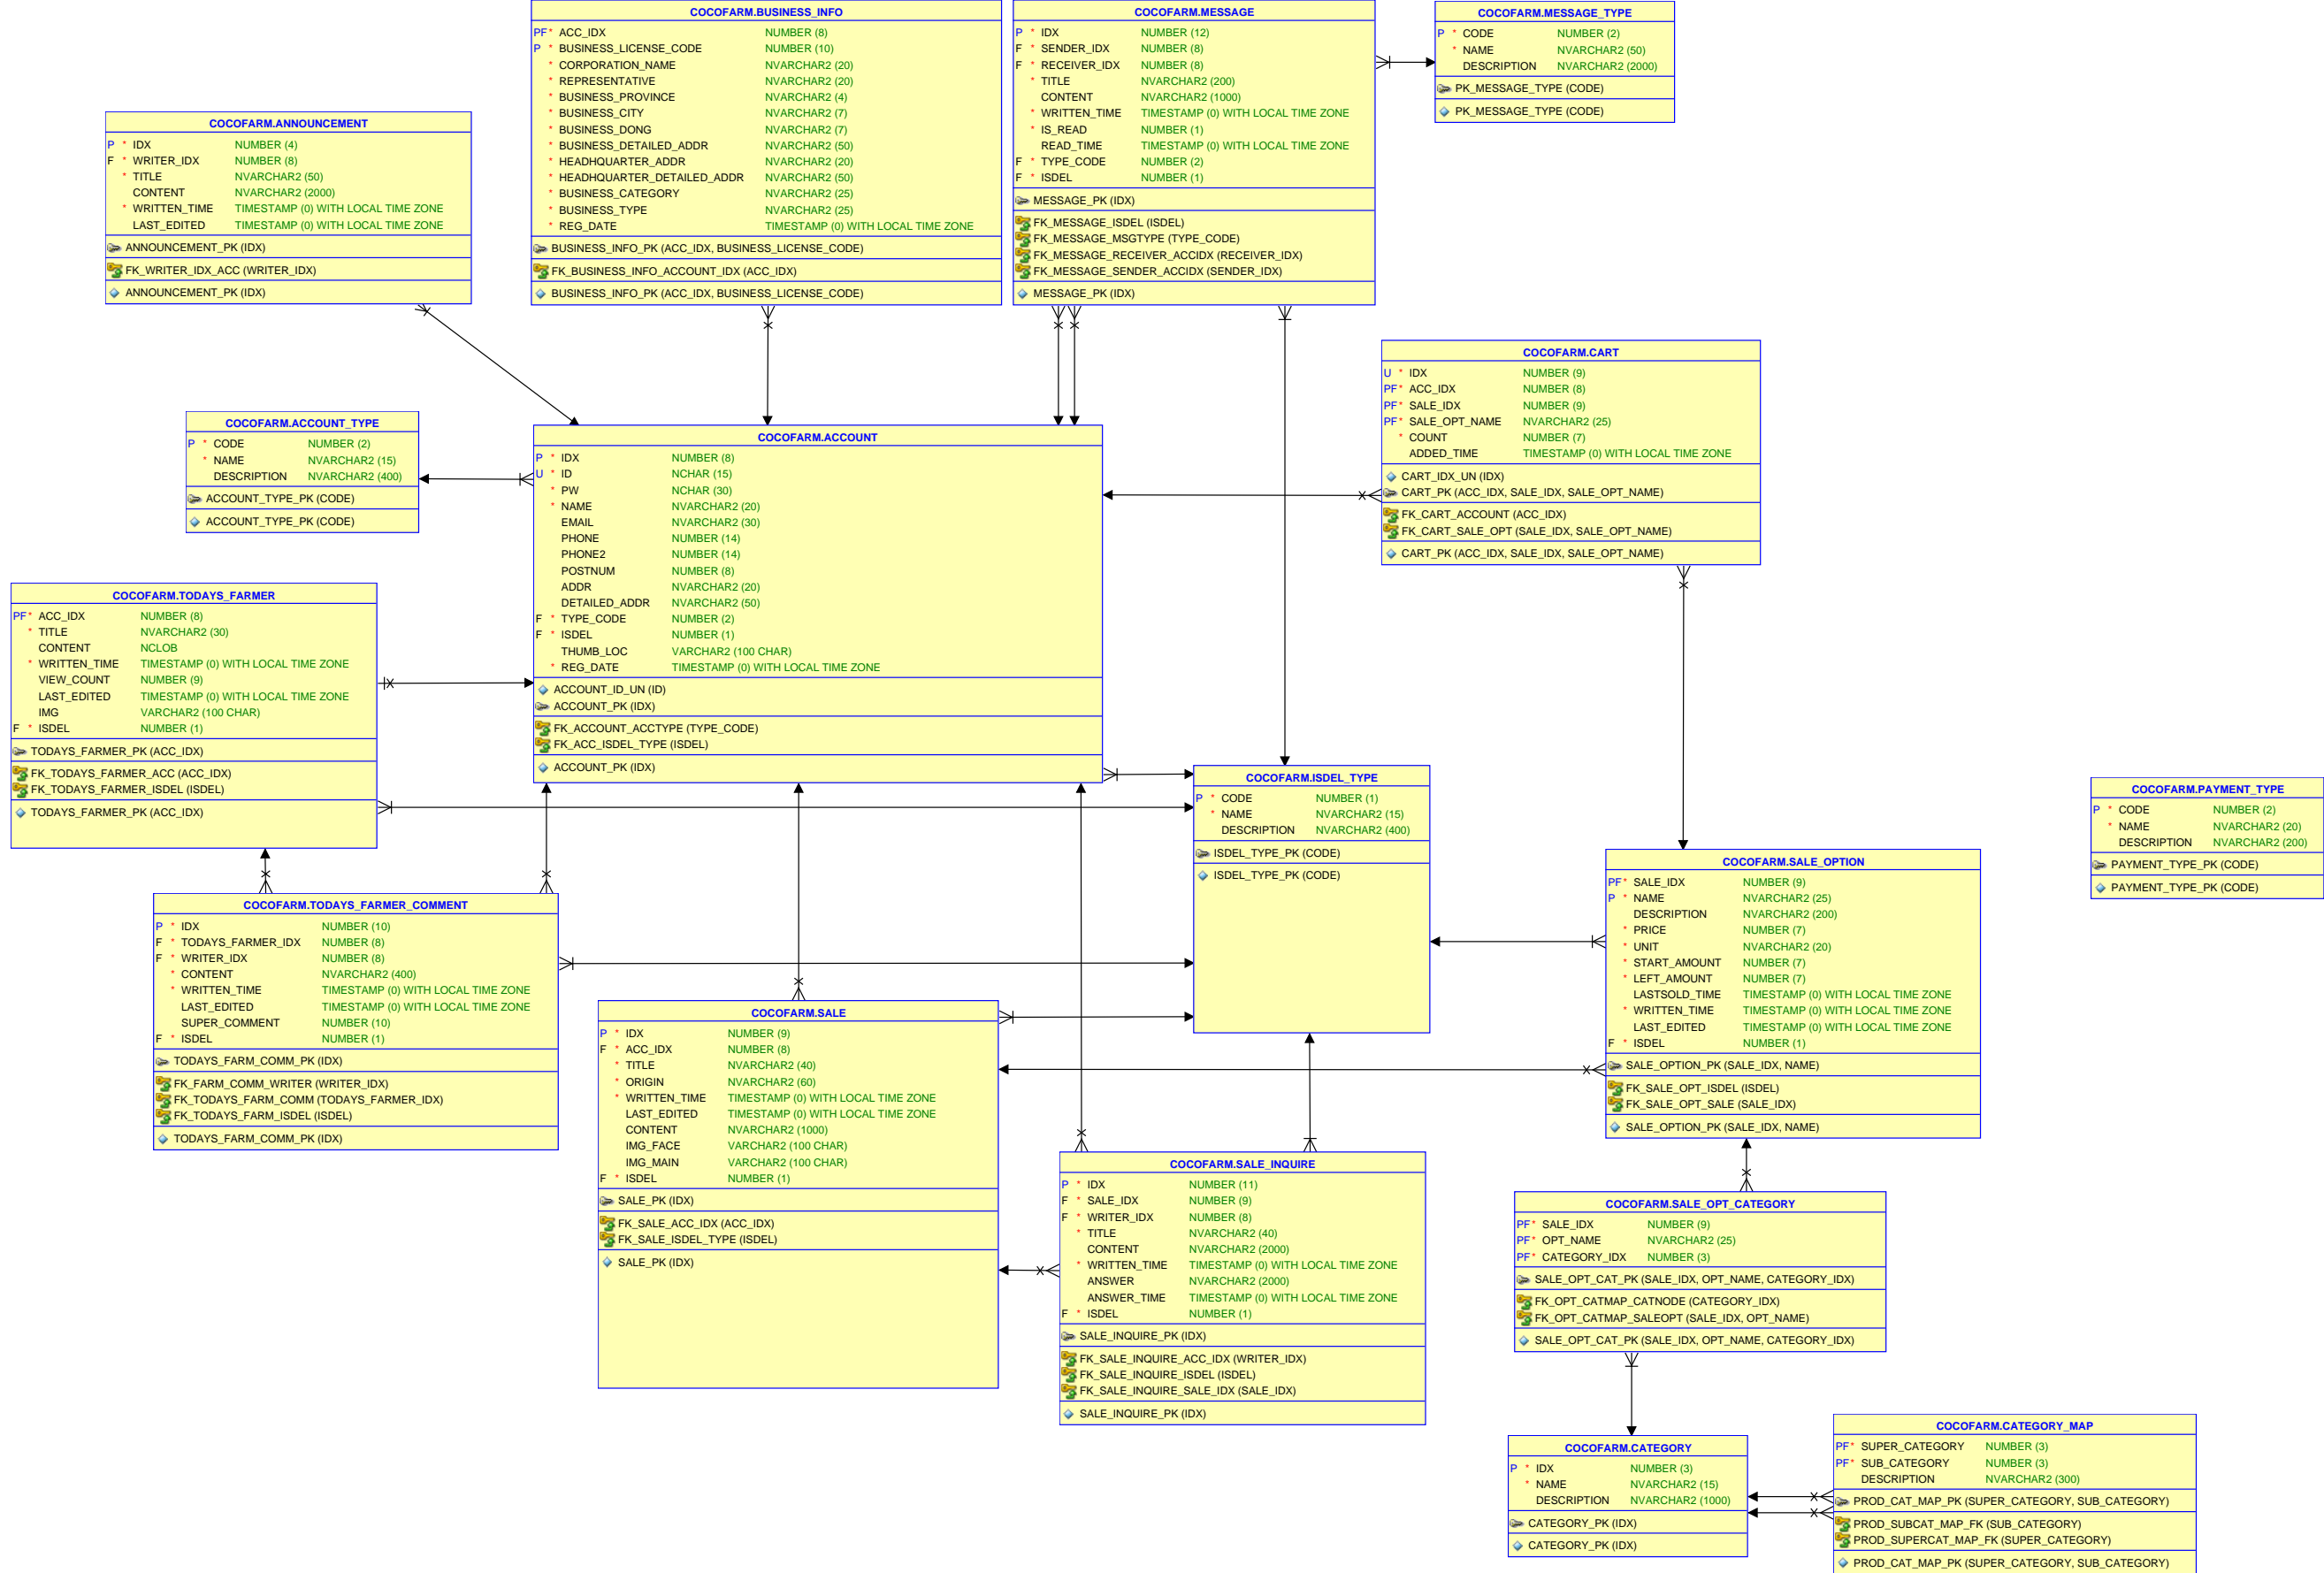 COCOFARM.BUSINESS_INFO
PF* ACC_IDX NUMBER (8)
P * BUSINESS_LICENSE_CODE NUMBER (10)
* CORPORATION_NAME NVARCHAR2 (20)
* REPRESENTATIVE NVARCHAR2 (20)
* BUSINESS_PROVINCE NVARCHAR2 (4)
* BUSINESS_CITY NVARCHAR2 (7)
* BUSINESS_DONG NVARCHAR2 (7)
* BUSINESS_DETAILED_ADDR NVARCHAR2 (50)
* HEADHQUARTER_ADDR NVARCHAR2 (20)
* HEADHQUARTER_DETAILED_ADDR NVARCHAR2 (50)
* BUSINESS_CATEGORY NVARCHAR2 (25)
* BUSINESS_TYPE NVARCHAR2 (25)
* REG_DATE TIMESTAMP (0) WITH LOCAL TIME ZONE
BUSINESS_INFO_PK (ACC_IDX, BUSINESS_LICENSE_CODE)
FK_BUSINESS_INFO_ACCOUNT_IDX (ACC_IDX)
BUSINESS_INFO_PK (ACC_IDX, BUSINESS_LICENSE_CODE)
COCOFARM.MESSAGE
P * IDX NUMBER (12)
F * SENDER_IDX NUMBER (8)
F * RECEIVER_IDX NUMBER (8)
* TITLE NVARCHAR2 (200)
CONTENT NVARCHAR2 (1000)
* WRITTEN_TIME TIMESTAMP (0) WITH LOCAL TIME ZONE
* IS_READ NUMBER (1)
READ_TIME TIMESTAMP (0) WITH LOCAL TIME ZONE
F * TYPE_CODE NUMBER (2)
F * ISDEL NUMBER (1)
MESSAGE_PK (IDX)
FK_MESSAGE_ISDEL (ISDEL)
FK_MESSAGE_MSGTYPE (TYPE_CODE)
FK_MESSAGE_RECEIVER_ACCIDX (RECEIVER_IDX)
FK_MESSAGE_SENDER_ACCIDX (SENDER_IDX)
MESSAGE_PK (IDX)
COCOFARM.MESSAGE_TYPE
P * CODE NUMBER (2)
* NAME NVARCHAR2 (50)
DESCRIPTION NVARCHAR2 (2000)
PK_MESSAGE_TYPE (CODE)
PK_MESSAGE_TYPE (CODE)
COCOFARM.ANNOUNCEMENT
P * IDX NUMBER (4)
F * WRITER_IDX NUMBER (8)
* TITLE NVARCHAR2 (50)
CONTENT NVARCHAR2 (2000)
* WRITTEN_TIME TIMESTAMP (0) WITH LOCAL TIME ZONE
LAST_EDITED TIMESTAMP (0) WITH LOCAL TIME ZONE
ANNOUNCEMENT_PK (IDX)
FK_WRITER_IDX_ACC (WRITER_IDX)
ANNOUNCEMENT_PK (IDX)
COCOFARM.CART
U * IDX NUMBER (9)
PF* ACC_IDX NUMBER (8)
PF* SALE_IDX NUMBER (9)
PF* SALE_OPT_NAME NVARCHAR2 (25)
* COUNT NUMBER (7)
ADDED_TIME TIMESTAMP (0) WITH LOCAL TIME ZONE
CART_IDX_UN (IDX)
CART_PK (ACC_IDX, SALE_IDX, SALE_OPT_NAME)
FK_CART_ACCOUNT (ACC_IDX)
FK_CART_SALE_OPT (SALE_IDX, SALE_OPT_NAME)
CART_PK (ACC_IDX, SALE_IDX, SALE_OPT_NAME)
COCOFARM.ACCOUNT_TYPE
P * CODE NUMBER (2)
* NAME NVARCHAR2 (15)
DESCRIPTION NVARCHAR2 (400)
ACCOUNT_TYPE_PK (CODE)
ACCOUNT_TYPE_PK (CODE)
COCOFARM.ACCOUNT
P * IDX NUMBER (8)
U * ID NCHAR (15)
* PW NCHAR (30)
* NAME NVARCHAR2 (20)
EMAIL NVARCHAR2 (30)
PHONE NUMBER (14)
PHONE2 NUMBER (14)
POSTNUM NUMBER (8)
ADDR NVARCHAR2 (20)
DETAILED_ADDR NVARCHAR2 (50)
F * TYPE_CODE NUMBER (2)
F * ISDEL NUMBER (1)
THUMB_LOC VARCHAR2 (100 CHAR)
* REG_DATE TIMESTAMP (0) WITH LOCAL TIME ZONE
ACCOUNT_ID_UN (ID)
ACCOUNT_PK (IDX)
FK_ACCOUNT_ACCTYPE (TYPE_CODE)
FK_ACC_ISDEL_TYPE (ISDEL)
ACCOUNT_PK (IDX)
COCOFARM.TODAYS_FARMER
PF* ACC_IDX NUMBER (8)
* TITLE NVARCHAR2 (30)
CONTENT NCLOB
* WRITTEN_TIME TIMESTAMP (0) WITH LOCAL TIME ZONE
VIEW_COUNT NUMBER (9)
LAST_EDITED TIMESTAMP (0) WITH LOCAL TIME ZONE
IMG VARCHAR2 (100 CHAR)
F * ISDEL NUMBER (1)
TODAYS_FARMER_PK (ACC_IDX)
FK_TODAYS_FARMER_ACC (ACC_IDX)
FK_TODAYS_FARMER_ISDEL (ISDEL)
TODAYS_FARMER_PK (ACC_IDX)
COCOFARM.ISDEL_TYPE
P * CODE NUMBER (1)
* NAME NVARCHAR2 (15)
DESCRIPTION NVARCHAR2 (400)
ISDEL_TYPE_PK (CODE)
ISDEL_TYPE_PK (CODE)
COCOFARM.PAYMENT_TYPE
P * CODE NUMBER (2)
* NAME NVARCHAR2 (20)
DESCRIPTION NVARCHAR2 (200)
PAYMENT_TYPE_PK (CODE)
PAYMENT_TYPE_PK (CODE)
COCOFARM.SALE_OPTION
PF* SALE_IDX NUMBER (9)
P * NAME NVARCHAR2 (25)
DESCRIPTION NVARCHAR2 (200)
* PRICE NUMBER (7)
* UNIT NVARCHAR2 (20)
* START_AMOUNT NUMBER (7)
* LEFT_AMOUNT NUMBER (7)
LASTSOLD_TIME TIMESTAMP (0) WITH LOCAL TIME ZONE
* WRITTEN_TIME TIMESTAMP (0) WITH LOCAL TIME ZONE
LAST_EDITED TIMESTAMP (0) WITH LOCAL TIME ZONE
F * ISDEL NUMBER (1)
SALE_OPTION_PK (SALE_IDX, NAME)
FK_SALE_OPT_ISDEL (ISDEL)
FK_SALE_OPT_SALE (SALE_IDX)
SALE_OPTION_PK (SALE_IDX, NAME)
COCOFARM.TODAYS_FARMER_COMMENT
P * IDX NUMBER (10)
F * TODAYS_FARMER_IDX NUMBER (8)
F * WRITER_IDX NUMBER (8)
* CONTENT NVARCHAR2 (400)
* WRITTEN_TIME TIMESTAMP (0) WITH LOCAL TIME ZONE
LAST_EDITED TIMESTAMP (0) WITH LOCAL TIME ZONE
SUPER_COMMENT NUMBER (10)
F * ISDEL NUMBER (1)
TODAYS_FARM_COMM_PK (IDX)
FK_FARM_COMM_WRITER (WRITER_IDX)
FK_TODAYS_FARM_COMM (TODAYS_FARMER_IDX)
FK_TODAYS_FARM_ISDEL (ISDEL)
TODAYS_FARM_COMM_PK (IDX)
COCOFARM.SALE
P * IDX NUMBER (9)
F * ACC_IDX NUMBER (8)
* TITLE NVARCHAR2 (40)
* ORIGIN NVARCHAR2 (60)
* WRITTEN_TIME TIMESTAMP (0) WITH LOCAL TIME ZONE
LAST_EDITED TIMESTAMP (0) WITH LOCAL TIME ZONE
CONTENT NVARCHAR2 (1000)
IMG_FACE VARCHAR2 (100 CHAR)
IMG_MAIN VARCHAR2 (100 CHAR)
F * ISDEL NUMBER (1)
SALE_PK (IDX)
FK_SALE_ACC_IDX (ACC_IDX)
FK_SALE_ISDEL_TYPE (ISDEL)
SALE_PK (IDX)
COCOFARM.SALE_INQUIRE
P * IDX NUMBER (11)
F * SALE_IDX NUMBER (9)
F * WRITER_IDX NUMBER (8)
* TITLE NVARCHAR2 (40)
CONTENT NVARCHAR2 (2000)
* WRITTEN_TIME TIMESTAMP (0) WITH LOCAL TIME ZONE
ANSWER NVARCHAR2 (2000)
ANSWER_TIME TIMESTAMP (0) WITH LOCAL TIME ZONE
F * ISDEL NUMBER (1)
SALE_INQUIRE_PK (IDX)
FK_SALE_INQUIRE_ACC_IDX (WRITER_IDX)
FK_SALE_INQUIRE_ISDEL (ISDEL)
FK_SALE_INQUIRE_SALE_IDX (SALE_IDX)
SALE_INQUIRE_PK (IDX)
COCOFARM.SALE_OPT_CATEGORY
PF* SALE_IDX NUMBER (9)
PF* OPT_NAME NVARCHAR2 (25)
PF* CATEGORY_IDX NUMBER (3)
SALE_OPT_CAT_PK (SALE_IDX, OPT_NAME, CATEGORY_IDX)
FK_OPT_CATMAP_CATNODE (CATEGORY_IDX)
FK_OPT_CATMAP_SALEOPT (SALE_IDX, OPT_NAME)
SALE_OPT_CAT_PK (SALE_IDX, OPT_NAME, CATEGORY_IDX)
COCOFARM.CATEGORY
P * IDX NUMBER (3)
* NAME NVARCHAR2 (15)
DESCRIPTION NVARCHAR2 (1000)
CATEGORY_PK (IDX)
CATEGORY_PK (IDX)
COCOFARM.CATEGORY_MAP
PF* SUPER_CATEGORY NUMBER (3)
PF* SUB_CATEGORY NUMBER (3)
DESCRIPTION NVARCHAR2 (300)
PROD_CAT_MAP_PK (SUPER_CATEGORY, SUB_CATEGORY)
PROD_SUBCAT_MAP_FK (SUB_CATEGORY)
PROD_SUPERCAT_MAP_FK (SUPER_CATEGORY)
PROD_CAT_MAP_PK (SUPER_CATEGORY, SUB_CATEGORY)